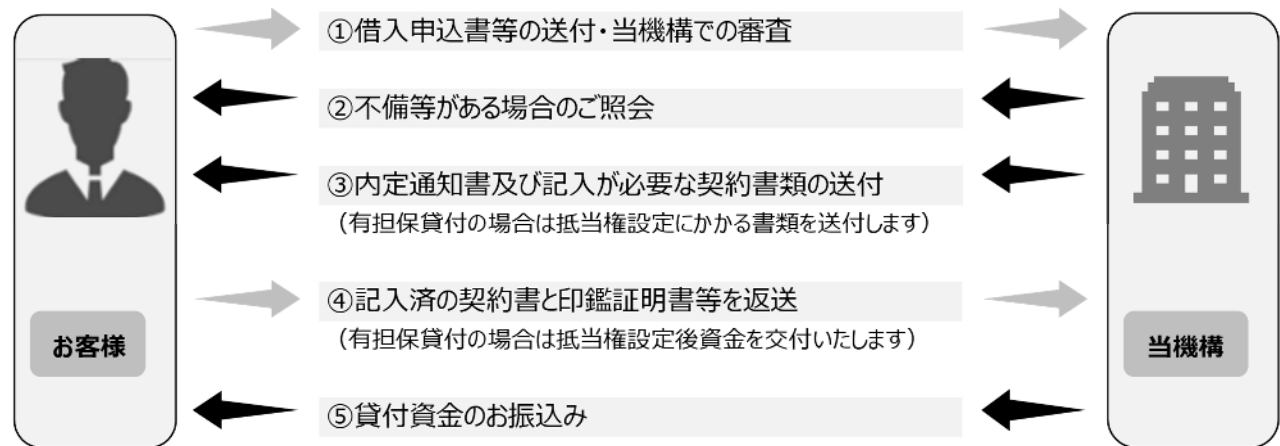 ①借入申込書等の送付・当機構での審査
②不備等がある場合のご照会
③内定通知書及び記入が必要な契約書類の送付
（有担保貸付の場合は抵当権設定にかかる書類を送付します）
④記入済の契約書と印鑑証明書等を返送
（有担保貸付の場合は抵当権設定後資金を交付いたします）
お客様
当機構
⑤貸付資金のお振込み